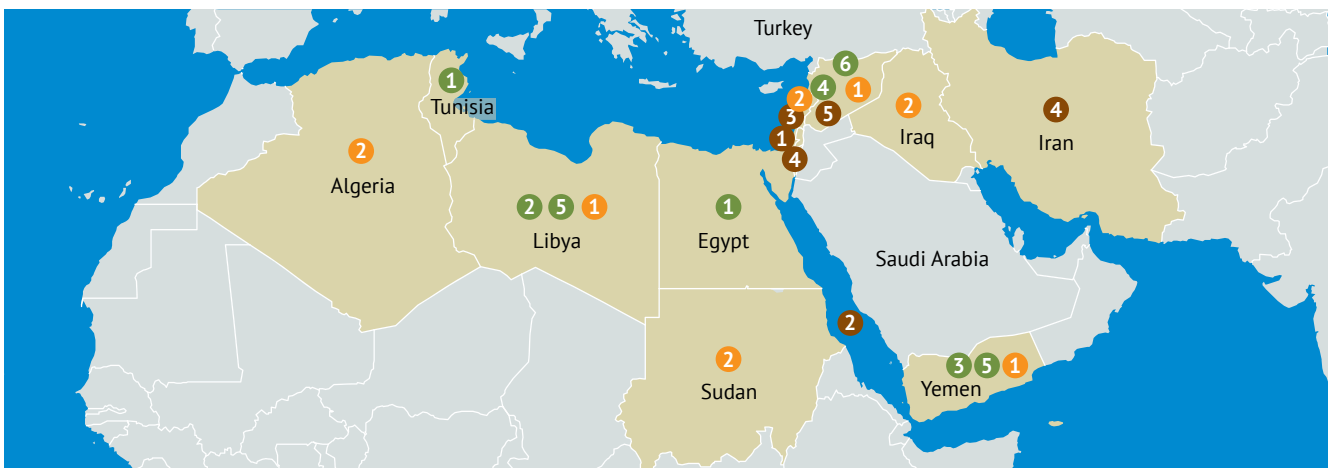 Turkey
6
1
4
1
2
2
4
Tunisia
3
5
1
Iraq
Iran
2
4
Algeria
2 5 1
1
Libya
Egypt
Saudi Arabia
2
2
3 5 1
Sudan
Yemen